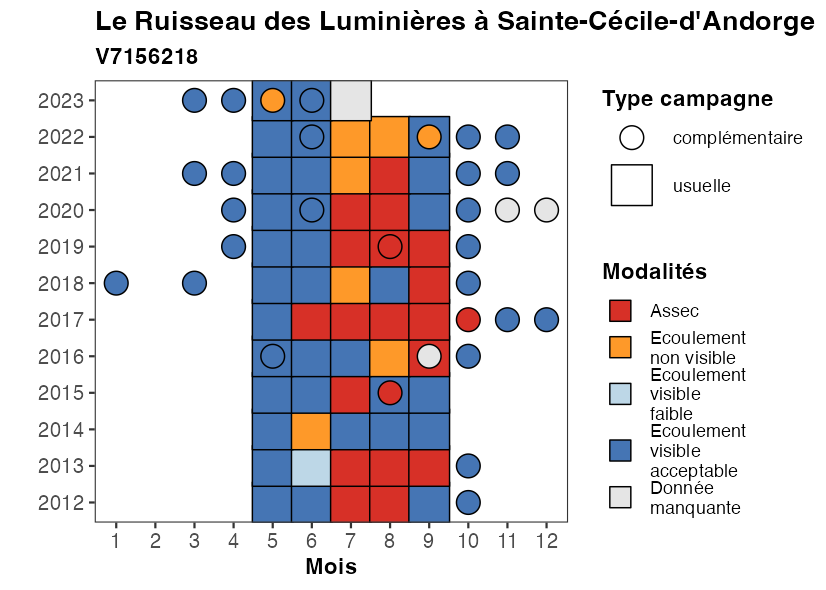 Le Ruisseau des Luminières à Sainte-Cécile-d'Andorge
V7156218
2023
2022
2021
2020
2019
2018
2017
2016
2015
2014
2013
2012
1 2 3 4 5 6 7 8 9 10 11 12
Mois
Type campagne
complémentaire
usuelle
Modalités
Assec
Ecoulement
non visible
Ecoulement
visible
faible
Ecoulement
visible
acceptable
Donnée
manquante